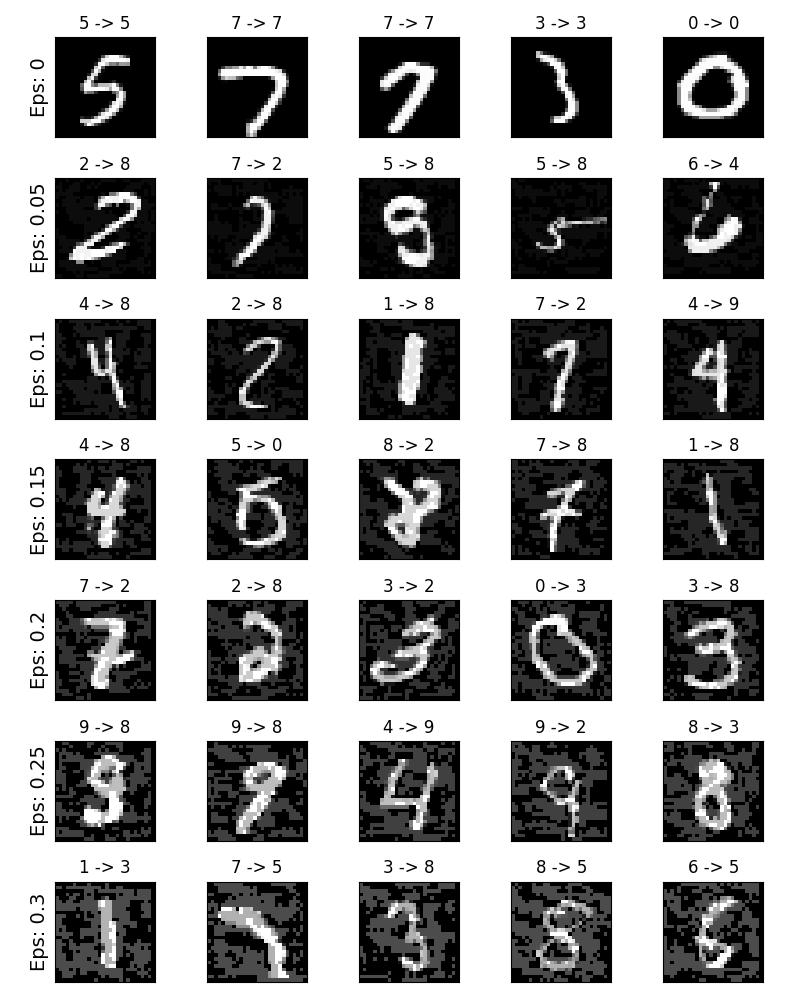 5 -> 5 7 -> 7 7 -> 7 3 -> 3 0 -> 0
Eps: 0
2 -> 8 7 -> 2 5 -> 8 5 -> 8 6 -> 4
Eps: 0.05
4 -> 8 2 -> 8 1 -> 8 7 -> 2 4 -> 9
Eps: 0.1
4 -> 8 5 -> 0 8 -> 2 7 -> 8 1 -> 8
Eps: 0.15
7 -> 2 2 -> 8 3 -> 2 0 -> 3 3 -> 8
Eps: 0.2
9 -> 8 9 -> 8 4 -> 9 9 -> 2 8 -> 3
Eps: 0.25
1 -> 3 7 -> 5 3 -> 8 8 -> 5 6 -> 5
Eps: 0.3